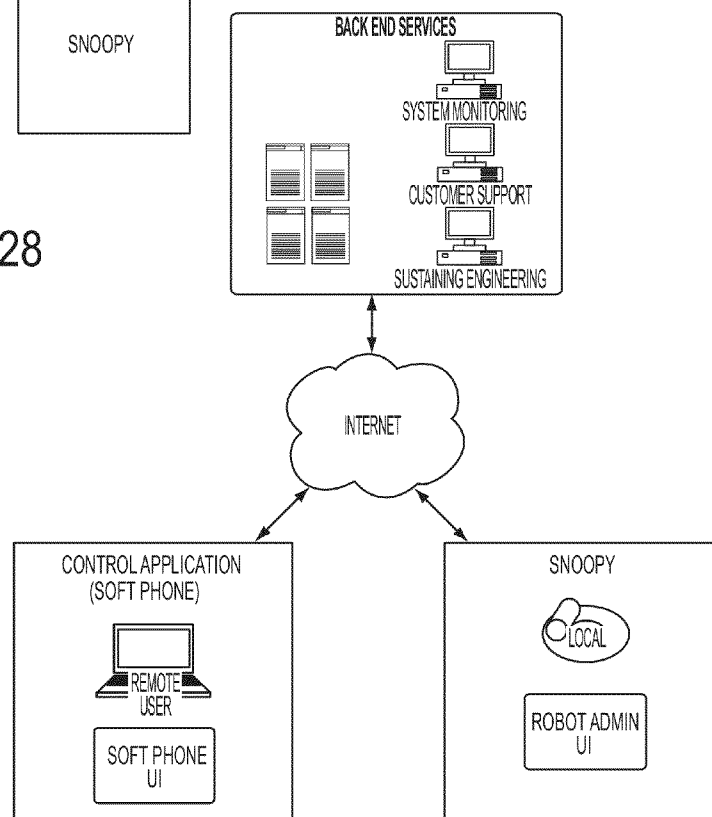 SNOOPY
BACK END SERVICES
SYSTEM MONITORING
CUSTOMER SUPPORT
SUSTAINING ENGINEERING
28
INTERNET
CONTROL APPLICATION
(SOFT PHONE)
REMOTE
USER
SOFT PHONE
UI
SNOOPY
LOCAL
ROBOT ADMIN
UI